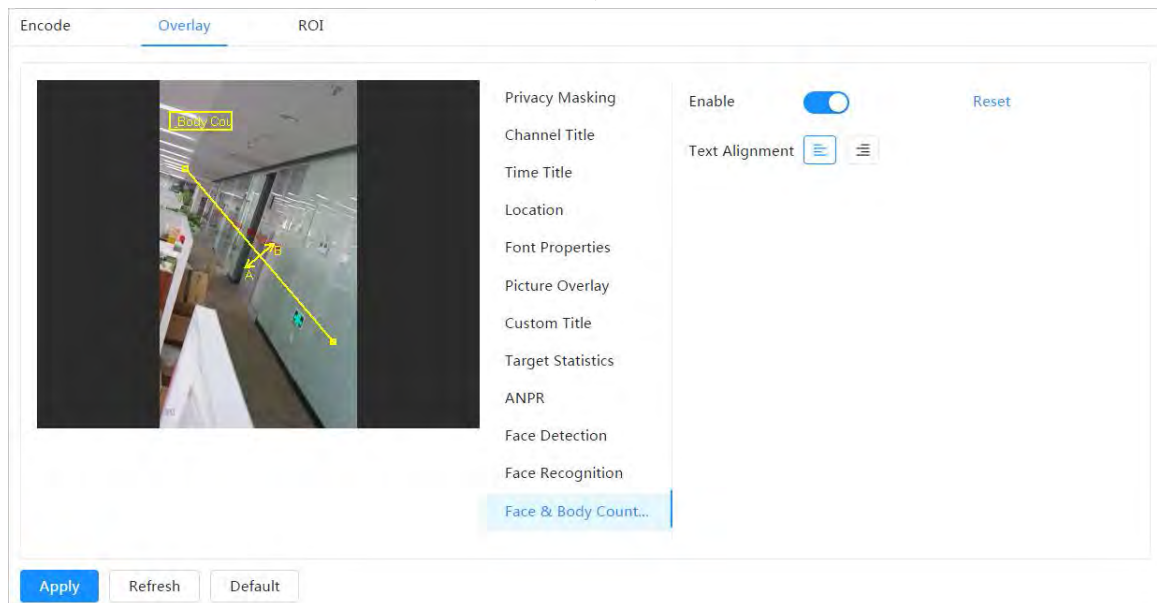 Encode Overlay ROI
Body Cou
B
A
Privacy Masking
Channel Title
Time Title
Location
Font Properties
Picture Overlay
Custom Title
Target Statistics
ANPR
Face Detection
Face Recognition
Face & Body Count...
Enable Reset
Text Alignment
Apply Refresh Default